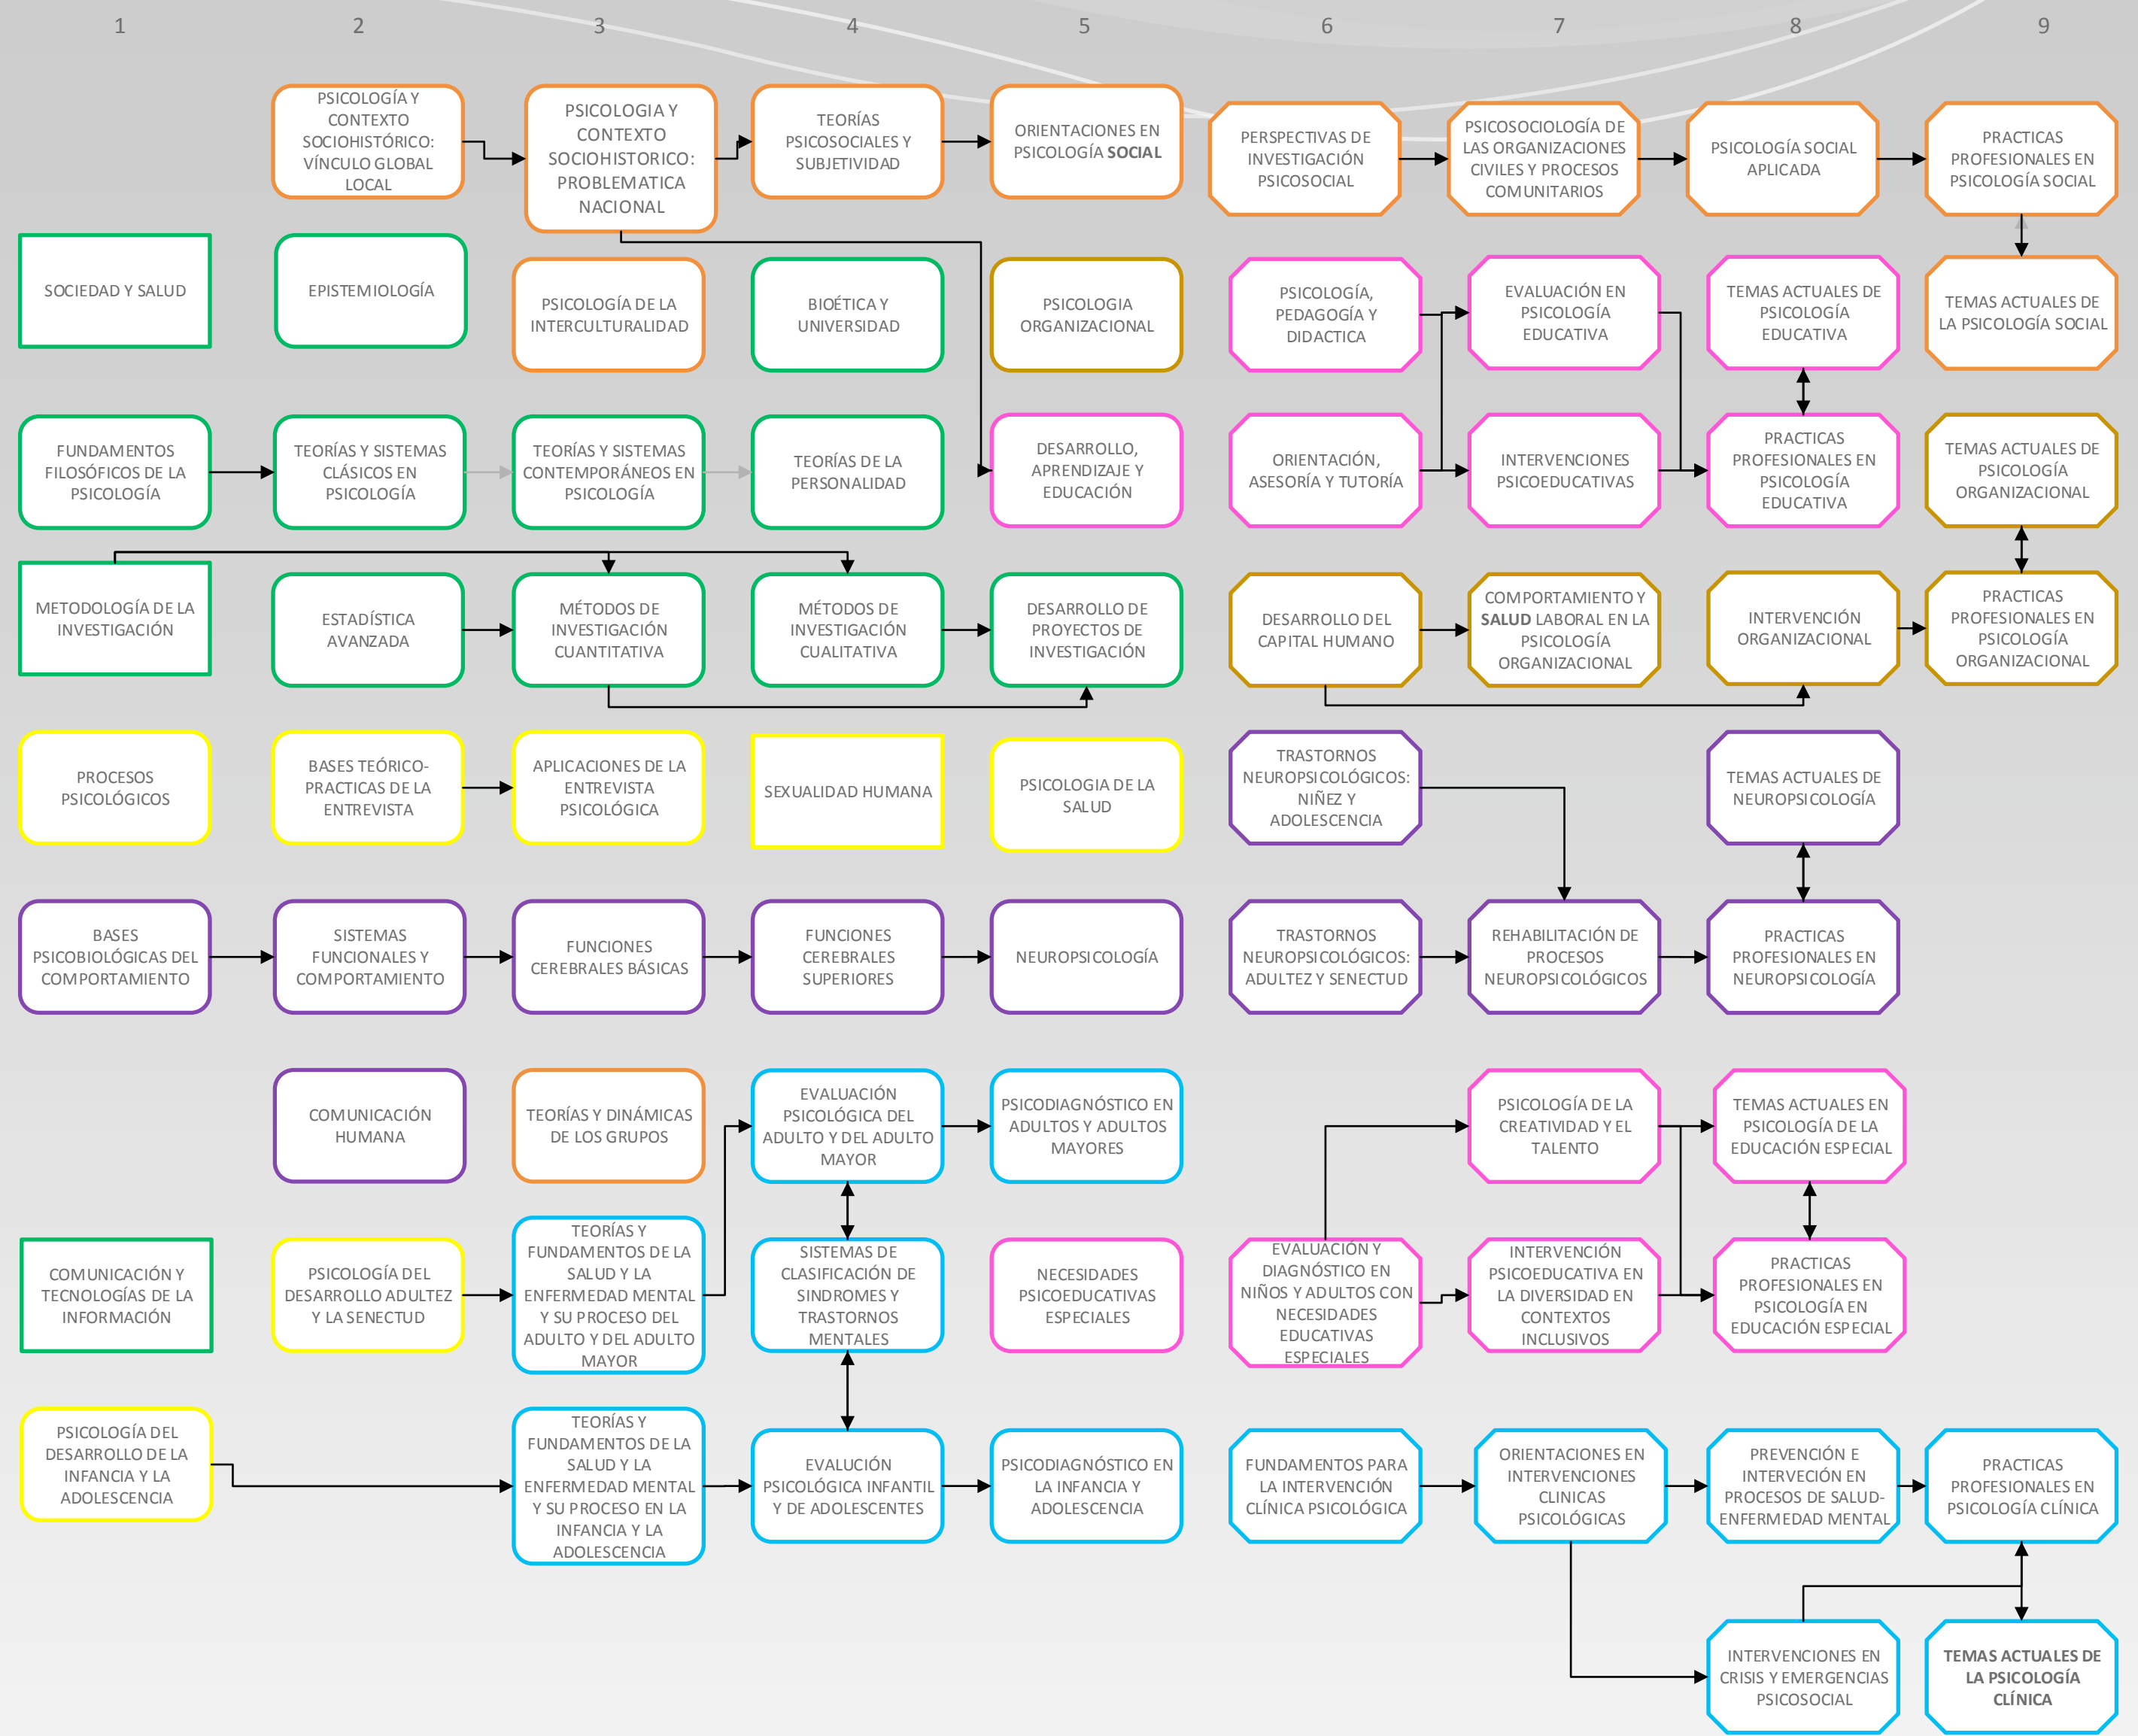 1 2 3 4 5 6 7 8 9
PSICOLOGÍA Y
CONTEXTO
SOCIOHISTÓRICO:
VÍNCULO GLOBAL
LOCAL
PSICOLOGIA Y
CONTEXTO
SOCIOHISTORICO:
PROBLEMATICA
NACIONAL
TEORÍAS
PSICOSOCIALES Y
SUBJETIVIDAD
ORIENTACIONES EN
PSICOLOGÍA SOCIAL
PERSPECTIVAS DE
INVESTIGACIÓN
PSICOSOCIAL
PSICOSOCIOLOGÍA DE
LAS ORGANIZACIONES
CIVILES Y PROCESOS
COMUNITARIOS
PSICOLOGÍA SOCIAL
APLICADA
PRACTICAS
PROFESIONALES EN
PSICOLOGÍA SOCIAL
SOCIEDAD Y SALUD
EPISTEMIOLOGÍA
PSICOLOGÍA DE LA
INTERCULTURALIDAD
BIOÉTICA Y
UNIVERSIDAD
PSICOLOGIA
ORGANIZACIONAL
PSICOLOGÍA,
PEDAGOGÍA Y
DIDACTICA
EVALUACIÓN EN
PSICOLOGÍA
EDUCATIVA
TEMAS ACTUALES DE
PSICOLOGÍA
EDUCATIVA
TEMAS ACTUALES DE
LA PSICOLOGÍA SOCIAL
FUNDAMENTOS
FILOSÓFICOS DE LA
PSICOLOGÍA
TEORÍAS Y SISTEMAS
CLÁSICOS EN
PSICOLOGÍA
TEORÍAS Y SISTEMAS
CONTEMPORÁNEOS EN
PSICOLOGÍA
TEORÍAS DE LA
PERSONALIDAD
DESARROLLO,
APRENDIZAJE Y
EDUCACIÓN
ORIENTACIÓN,
ASESORÍA Y TUTORÍA
INTERVENCIONES
PSICOEDUCATIVAS
PRACTICAS
PROFESIONALES EN
PSICOLOGÍA
EDUCATIVA
TEMAS ACTUALES DE
PSICOLOGÍA
ORGANIZACIONAL
METODOLOGÍA DE LA
INVESTIGACIÓN
ESTADÍSTICA
AVANZADA
MÉTODOS DE
INVESTIGACIÓN
CUANTITATIVA
MÉTODOS DE
INVESTIGACIÓN
CUALITATIVA
DESARROLLO DE
PROYECTOS DE
INVESTIGACIÓN
DESARROLLO DEL
CAPITAL HUMANO
COMPORTAMIENTO Y
SALUD LABORAL EN LA
PSICOLOGÍA
ORGANIZACIONAL
INTERVENCIÓN
ORGANIZACIONAL
PRACTICAS
PROFESIONALES EN
PSICOLOGÍA
ORGANIZACIONAL
PROCESOS
PSICOLÓGICOS
BASES TEÓRICO-
PRACTICAS DE LA
ENTREVISTA
APLICACIONES DE LA
ENTREVISTA
PSICOLÓGICA
SEXUALIDAD HUMANA
PSICOLOGIA DE LA
SALUD
TRASTORNOS
NEUROPSICOLÓGICOS:
NIÑEZ Y
ADOLESCENCIA
TEMAS ACTUALES DE
NEUROPSICOLOGÍA
BASES
PSICOBIOLÓGICAS DEL
COMPORTAMIENTO
SISTEMAS
FUNCIONALES Y
COMPORTAMIENTO
FUNCIONES
CEREBRALES BÁSICAS
FUNCIONES
CEREBRALES
SUPERIORES
NEUROPSICOLOGÍA
TRASTORNOS
NEUROPSICOLÓGICOS:
ADULTEZ Y SENECTUD
REHABILITACIÓN DE
PROCESOS
NEUROPSICOLÓGICOS
PRACTICAS
PROFESIONALES EN
NEUROPSICOLOGÍA
COMUNICACIÓN
HUMANA
TEORÍAS Y DINÁMICAS
DE LOS GRUPOS
EVALUACIÓN
PSICOLÓGICA DEL
ADULTO Y DEL ADULTO
MAYOR
PSICODIAGNÓSTICO EN
ADULTOS Y ADULTOS
MAYORES
PSICOLOGÍA DE LA
CREATIVIDAD Y EL
TALENTO
TEMAS ACTUALES EN
PSICOLOGÍA DE LA
EDUCACIÓN ESPECIAL
COMUNICACIÓN Y
TECNOLOGÍAS DE LA
INFORMACIÓN
PSICOLOGÍA DEL
DESARROLLO ADULTEZ
Y LA SENECTUD
TEORÍAS Y
FUNDAMENTOS DE LA
SALUD Y LA
ENFERMEDAD MENTAL
Y SU PROCESO DEL
ADULTO Y DEL ADULTO
MAYOR
SISTEMAS DE
CLASIFICACIÓN DE
SINDROMES Y
TRASTORNOS
MENTALES
NECESIDADES
PSICOEDUCATIVAS
ESPECIALES
EVALUACIÓN Y
DIAGNÓSTICO EN
NIÑOS Y ADULTOS CON
NECESIDADES
EDUCATIVAS
ESPECIALES
INTERVENCIÓN
PSICOEDUCATIVA EN
LA DIVERSIDAD EN
CONTEXTOS
INCLUSIVOS
PRACTICAS
PROFESIONALES EN
PSICOLOGÍA EN
EDUCACIÓN ESPECIAL
PSICOLOGÍA DEL
DESARROLLO DE LA
INFANCIA Y LA
ADOLESCENCIA
TEORÍAS Y
FUNDAMENTOS DE LA
SALUD Y LA
ENFERMEDAD MENTAL
Y SU PROCESO EN LA
INFANCIA Y LA
ADOLESCENCIA
EVALUCIÓN
PSICOLÓGICA INFANTIL
Y DE ADOLESCENTES
PSICODIAGNÓSTICO EN
LA INFANCIA Y
ADOLESCENCIA
FUNDAMENTOS PARA
LA INTERVENCIÓN
CLÍNICA PSICOLÓGICA
ORIENTACIONES EN
INTERVENCIONES
CLINICAS
PSICOLÓGICAS
PREVENCIÓN E
INTERVECIÓN EN
PROCESOS DE SALUD-
ENFERMEDAD MENTAL
PRACTICAS
PROFESIONALES EN
PSICOLOGÍA CLÍNICA
INTERVENCIONES EN
CRISIS Y EMERGENCIAS
PSICOSOCIAL
TEMAS ACTUALES DE
LA PSICOLOGÍA
CLÍNICA